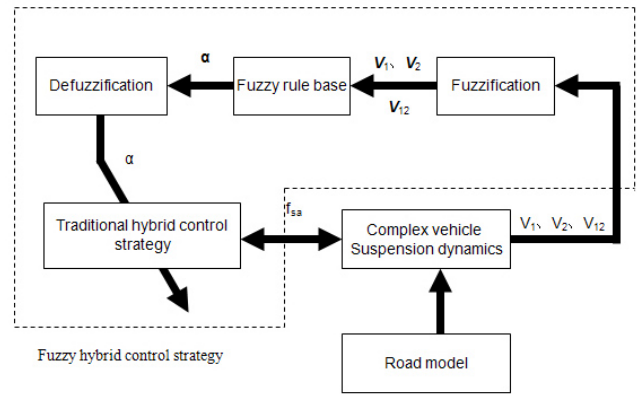 α
V1、 V2
Defuzzification
Fuzzy rule base
Fuzzification
V12
α
fsa
Traditional hybrid control
strategy
Complex vehicle
Suspension dynamics
V1、V2、V12
Fuzzy hybrid control strategy
Road model